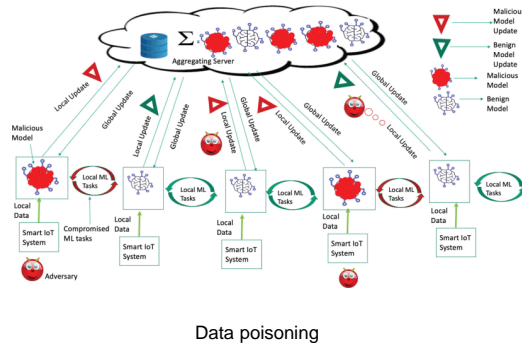 Σ
Aggregating Server
Malicious
Model
Update
Benign
Model
Update
Malicious
Model
Benign
Model
Local Update
Global Update
Local Update
Global Update
Local Update
Global Update
Local Update
Global Update
Global Update
Local Update
Malicious
Model
Local ML
Tasks
Local ML
Tasks
Local ML
Tasks
Local ML
Tasks
Local ML
Tasks
Local
Data
Compromised
ML tasks
Local
Data
Local
Data
Local
Data
Local
Data
Smart IoT
System
Smart IoT
System
Smart IoT
System
Smart IoT
System
Smart IoT
System
Adversary
Data poisoning